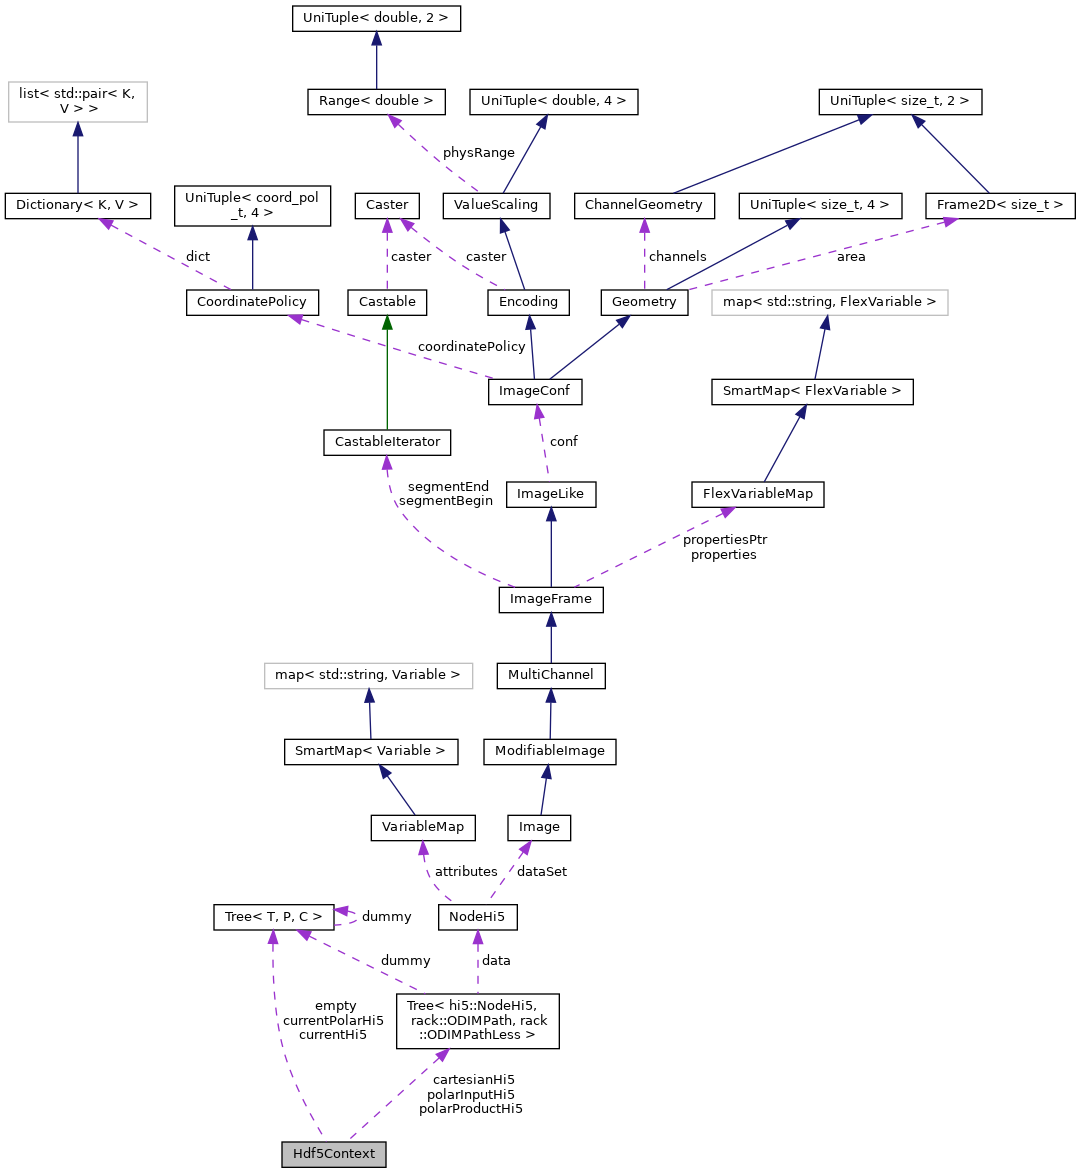 UniTuple< double, 2 >
list< std::pair< K,
V > >
Range< double >
UniTuple< double, 4 >
UniTuple< size_t, 2 >
physRange
Dictionary< K, V >
UniTuple< coord_pol
_t, 4 >
Caster
ValueScaling
ChannelGeometry
UniTuple< size_t, 4 >
Frame2D< size_t >
dict
caster
caster
channels
area
CoordinatePolicy
Castable
Encoding
Geometry
map< std::string, FlexVariable >
coordinatePolicy
ImageConf
SmartMap< FlexVariable >
CastableIterator
conf
segmentEnd
segmentBegin
ImageLike
FlexVariableMap
propertiesPtr
properties
ImageFrame
map< std::string, Variable >
MultiChannel
SmartMap< Variable >
ModifiableImage
VariableMap
Image
attributes
dataSet
Tree< T, P, C >
dummy
NodeHi5
dummy
data
empty
currentPolarHi5
currentHi5
Tree< hi5::NodeHi5,
rack::ODIMPath, rack
::ODIMPathLess >
cartesianHi5
polarInputHi5
polarProductHi5
Hdf5Context